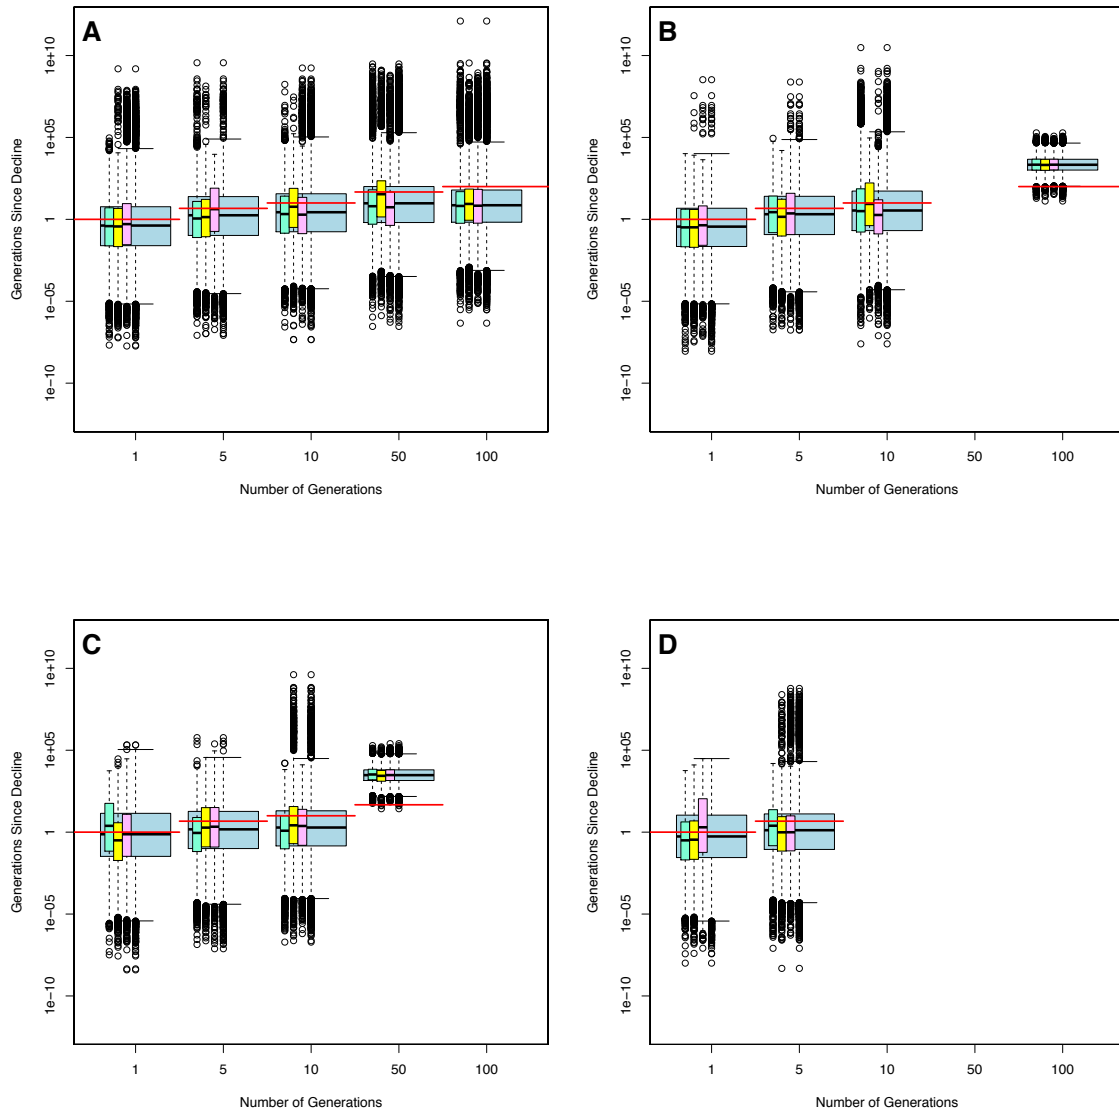 A
Generations Since Decline
1e+10
1e+05
1
1e-05
1e-10
1 5 10 50 100
Number of Generations
B
Generations Since Decline
1e+10
1e+05
1
1e-05
1e-10
1 5 10 50 100
Number of Generations
C
Generations Since Decline
1e+10
1e+05
1
1e-05
1e-10
1 5 10 50 100
Number of Generations
D
Generations Since Decline
1e+10
1e+05
1
1e-05
1e-10
1 5 10 50 100
Number of Generations